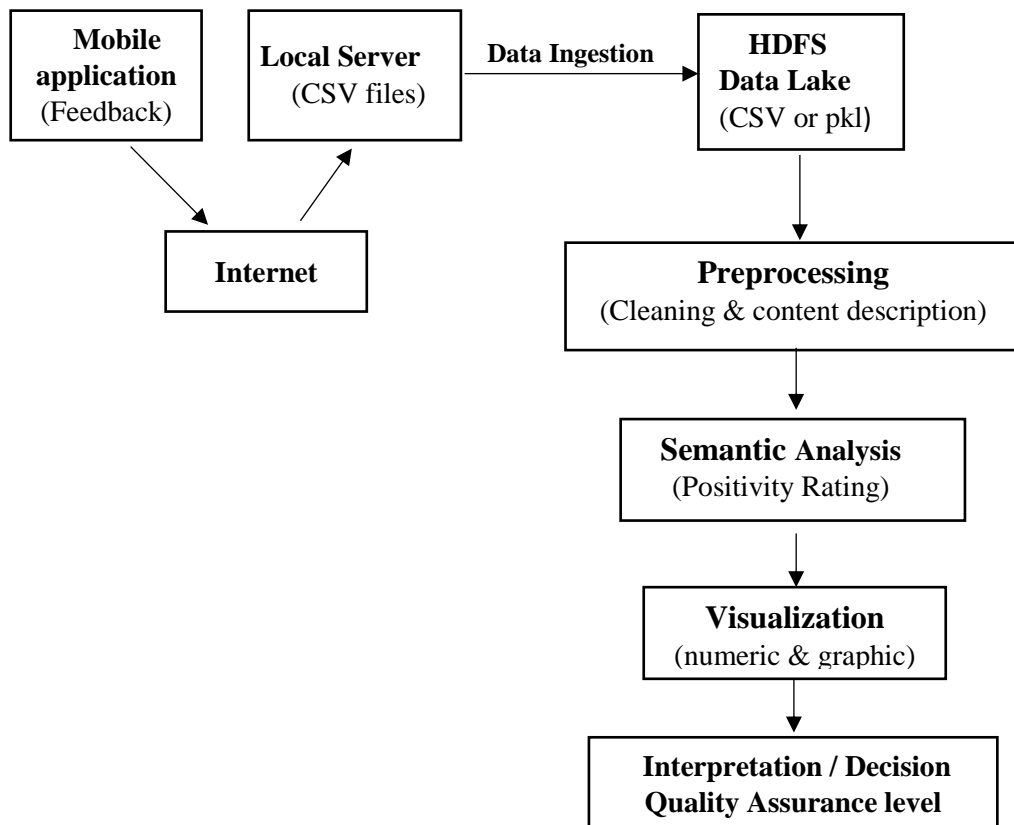 Mobile
application
(Feedback)
Local Server
(CSV files)
Data Ingestion
HDFS
Data Lake
(CSV or pkl)
Internet
Preprocessing
(Cleaning & content description)
Semantic Analysis
(Positivity Rating)
Visualization
(numeric & graphic)
Interpretation / Decision
Quality Assurance level